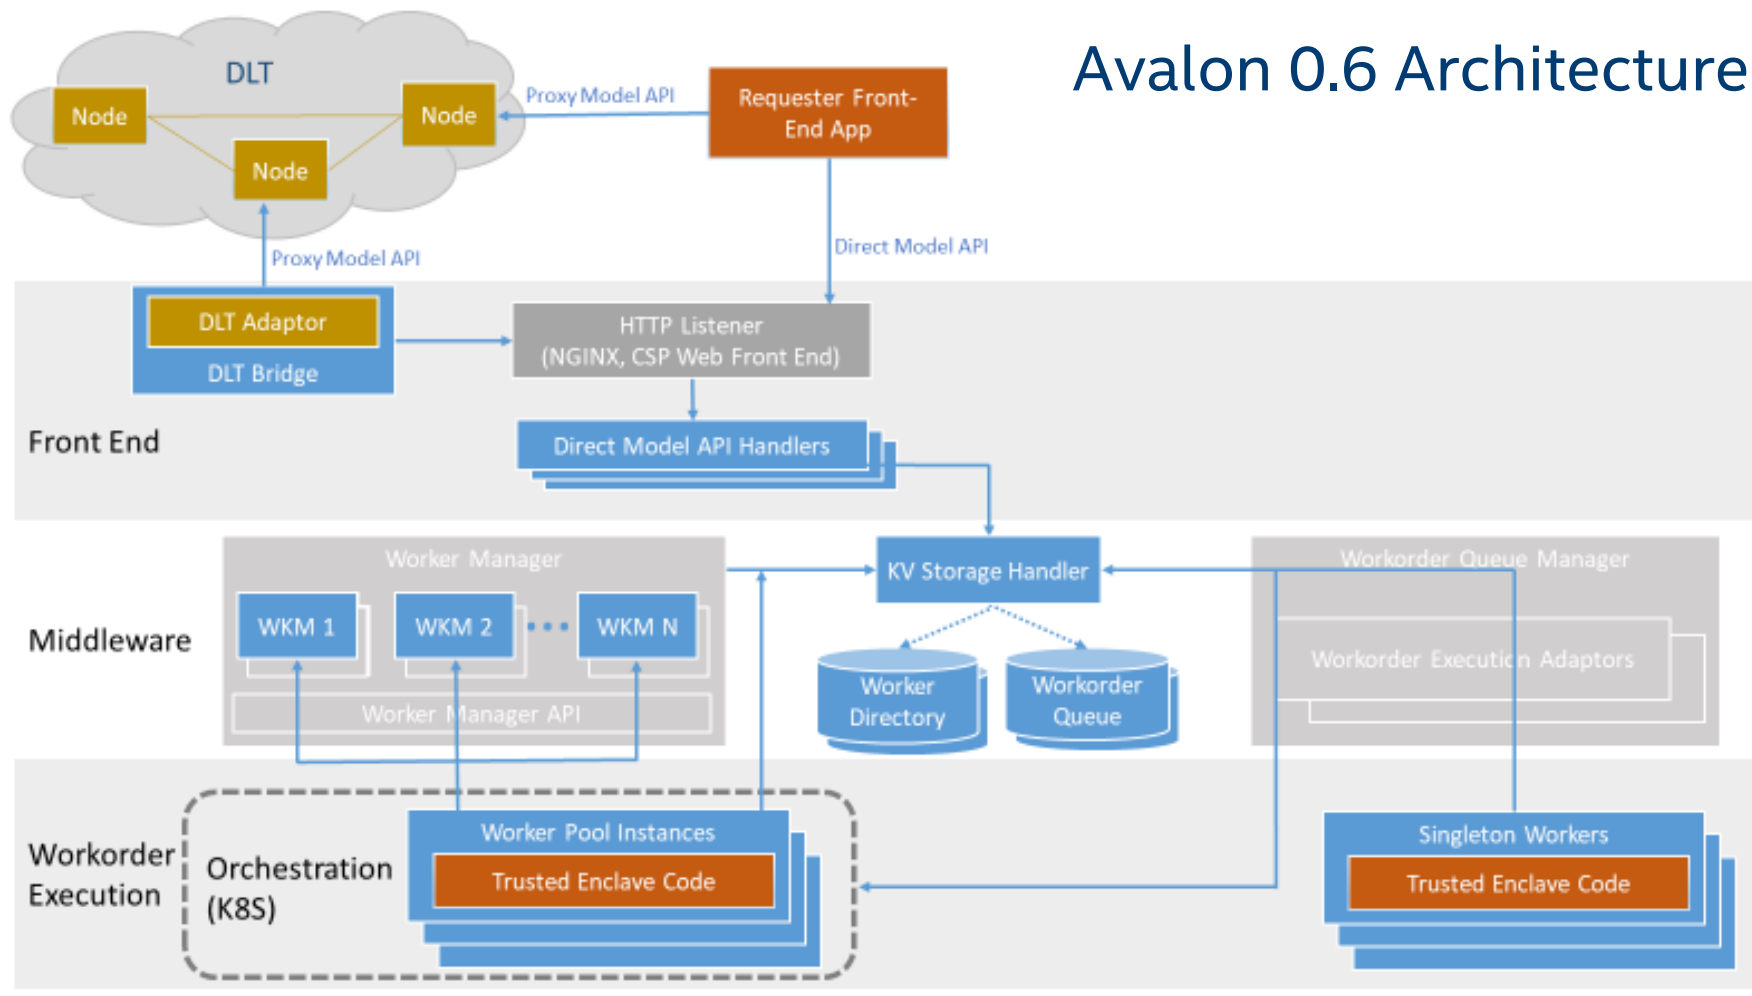 Avalon 0.6 Architecture
DLT
Node
Node
Node
Proxy Model API
Requester Front-
End App
Proxy Model API
Direct Model API
DLT Adaptor
DLT Bridge
HTTP Listener
(NGINX, CSP Web Front End)
Front End
Direct Model API Handlers
Worker Manager
WKM 1
WKM 2
WKM N
Worker Manager API
KV Storage Handler
Workorder Queue Manager
Workorder Execution Adaptors
Middleware
Worker
Directory
Workorder
Queue
Workorder
Execution
Orchestration
(K8S)
Worker Pool Instances
Trusted Enclave Code
Singleton Workers
Trusted Enclave Code